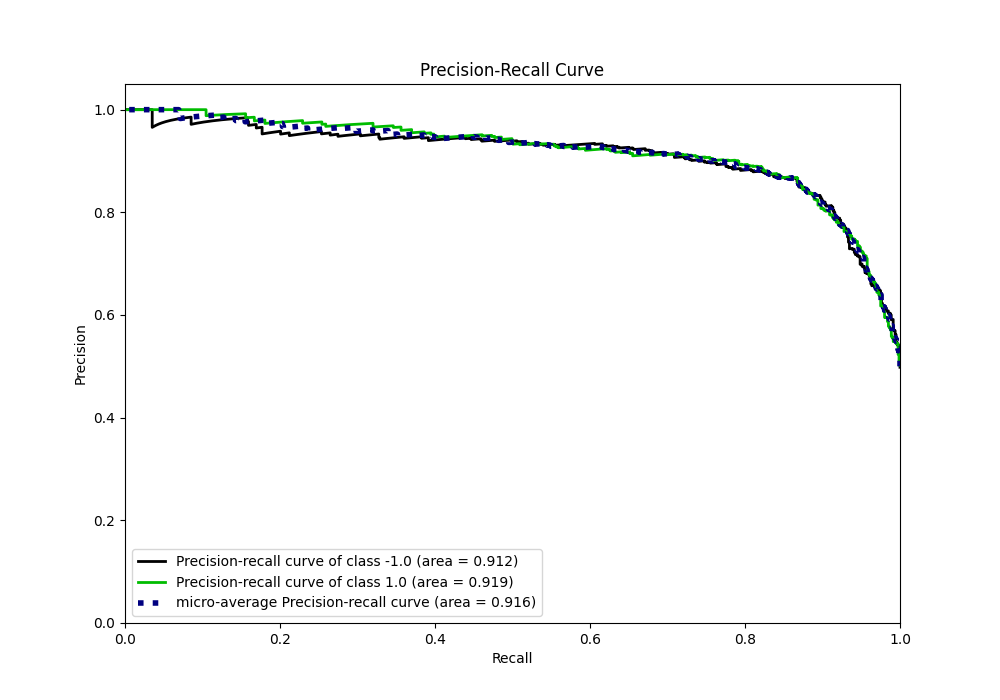 Precision-Recall Curve
1.0
0.8
0.6
0.4
0.2
0.0
Precision
Precision-recall curve of class -1.0 (area = 0.912)
Precision-recall curve of class 1.0 (area = 0.919)
micro-average Precision-recall curve (area = 0.916)
0.0 0.2 0.4 0.6 0.8 1.0
Recall